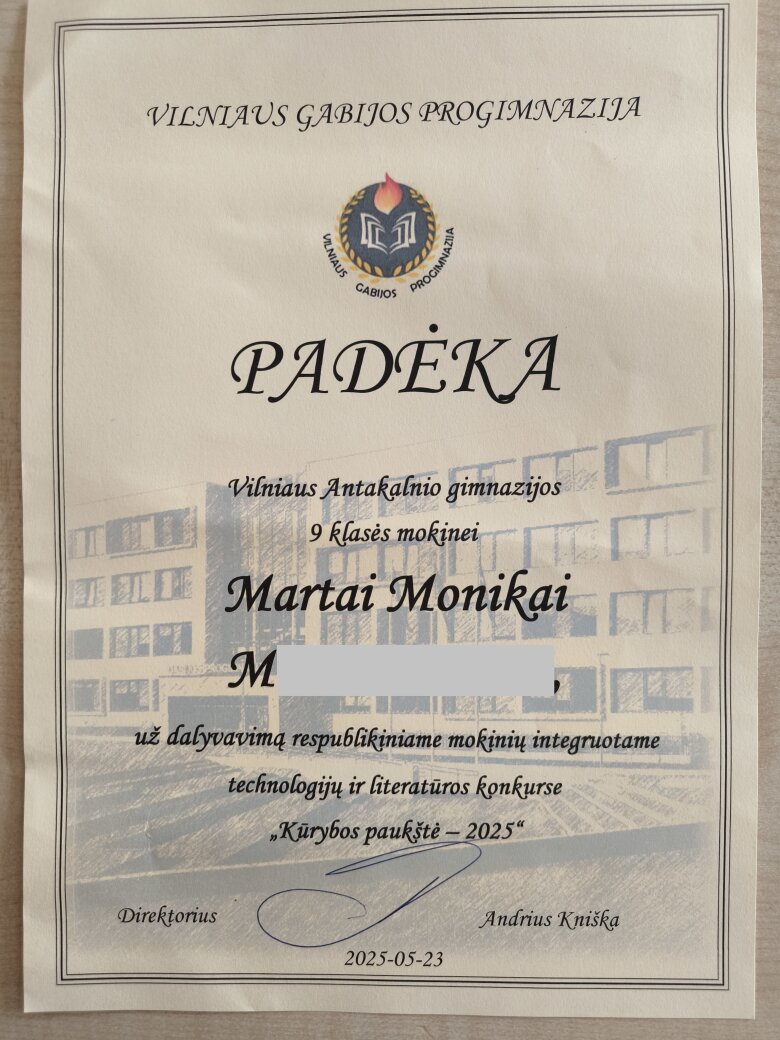 VILNIAUS GABIJOS PROGIMNAZIJA
VILNIAUS GABIJOS PROGIMNAZIJA
PADĖKA
Vilniaus Antakalnio gimnazijos
9 klasės mokinei
Martai Monikai
M ,
už dalyvavimą respublikiniame mokinių integruotame
technologijų ir literatūros konkurse
„Kūrybos paukštė – 2025“
Direktorius Andrius Kniška
2025-05-23